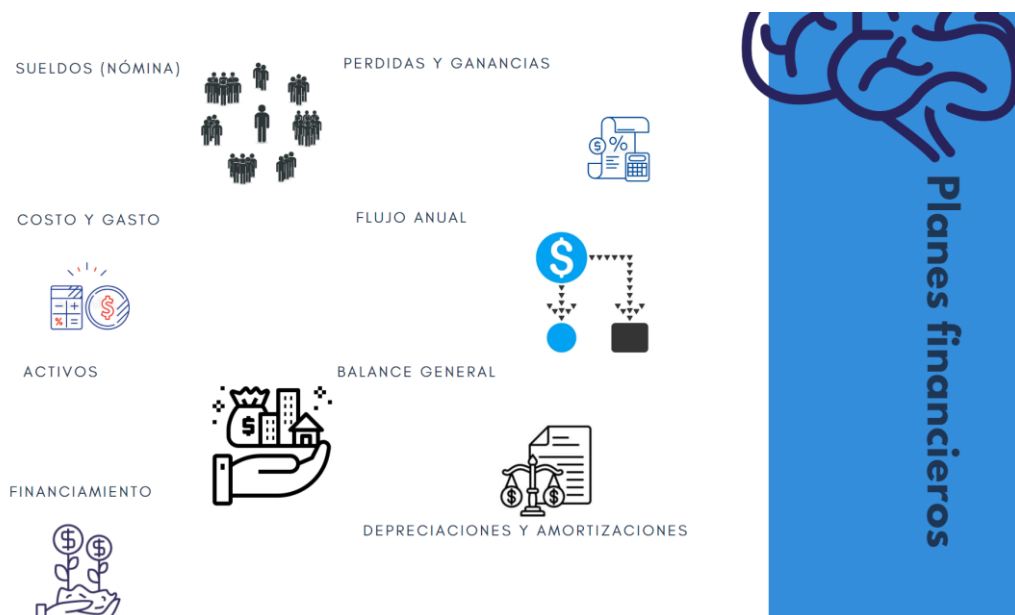 SUELDOS (NÓMINA)
PERDIDAS Y GANANCIAS
%
$
COSTO Y GASTO
FLUJO ANUAL
$
$
- +
% =
ACTIVOS
BALANCE GENERAL
$
$ $
FINANCIAMIENTO
DEPRECIACIONES Y AMORTIZACIONES
$ $
Planes financieros